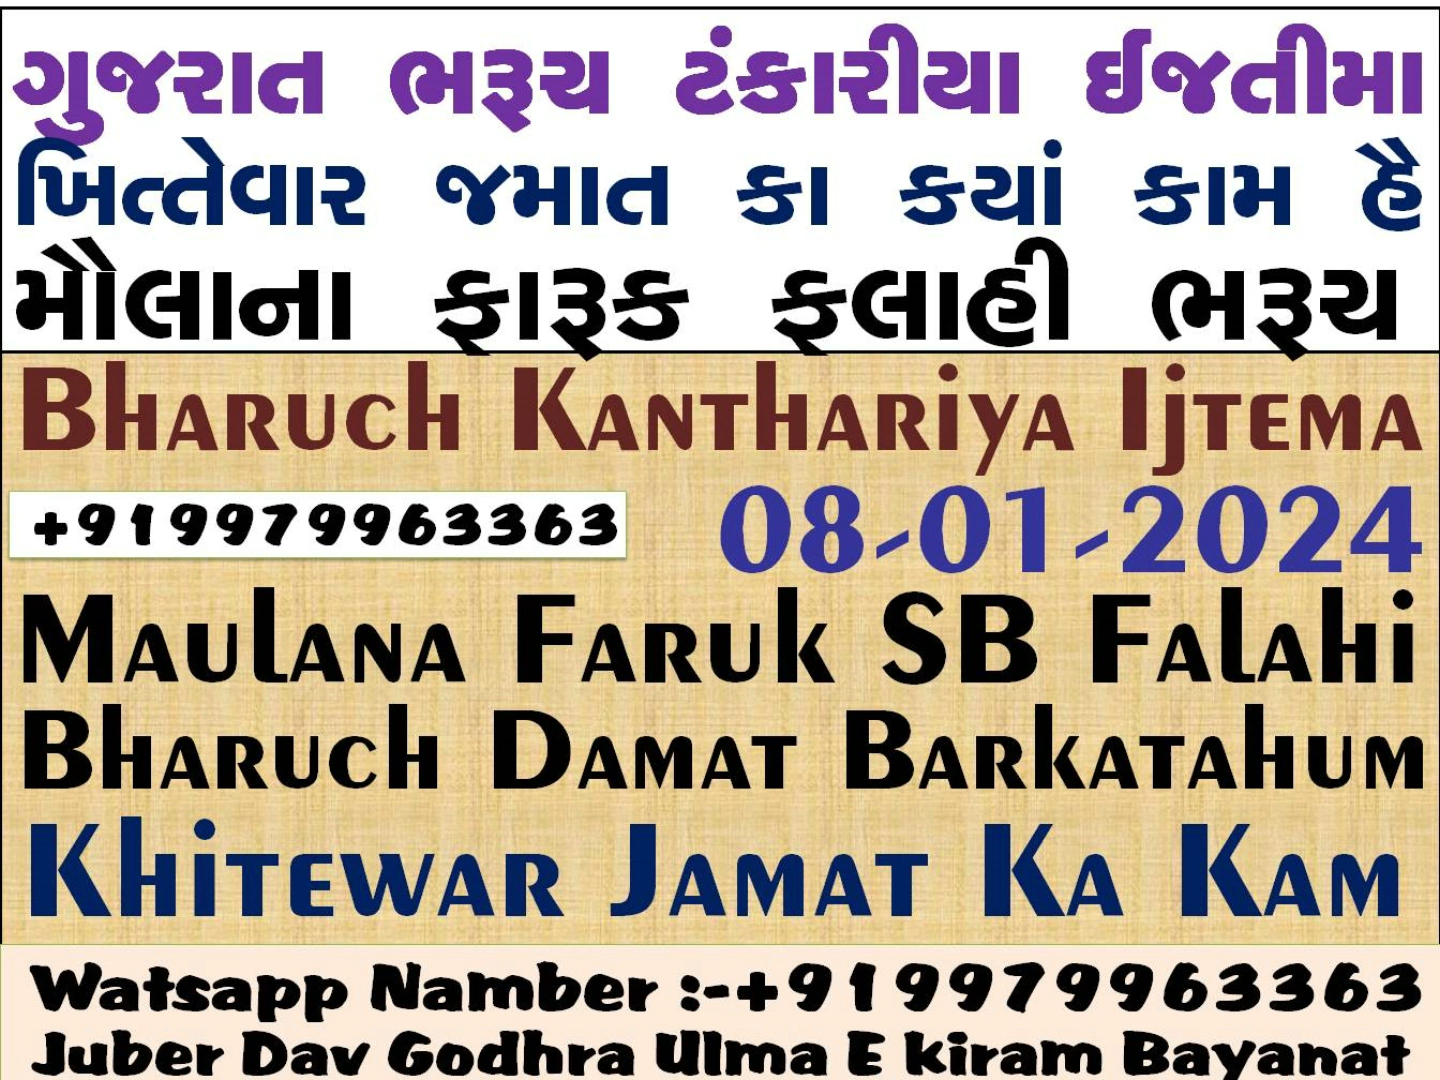 ગુજરાત ભરૂચ ટંકારીયા ઈજતીમા
ખિત્તેવાર જમાત કા કયાં કામ હૈ
મૌલાના ફારૂક ફલાહી ભરૂચ
Bharuch Kanthariya Ijtema
+919979963363 08-01-2024
Maulana Faruk SB Falahi
Bharuch Damat Barkatahum
Khitewar Jamat Ka Kam
Watsapp Namber :-+919979963363
Juber Dav Godhra Ulma E kiram Bayanat